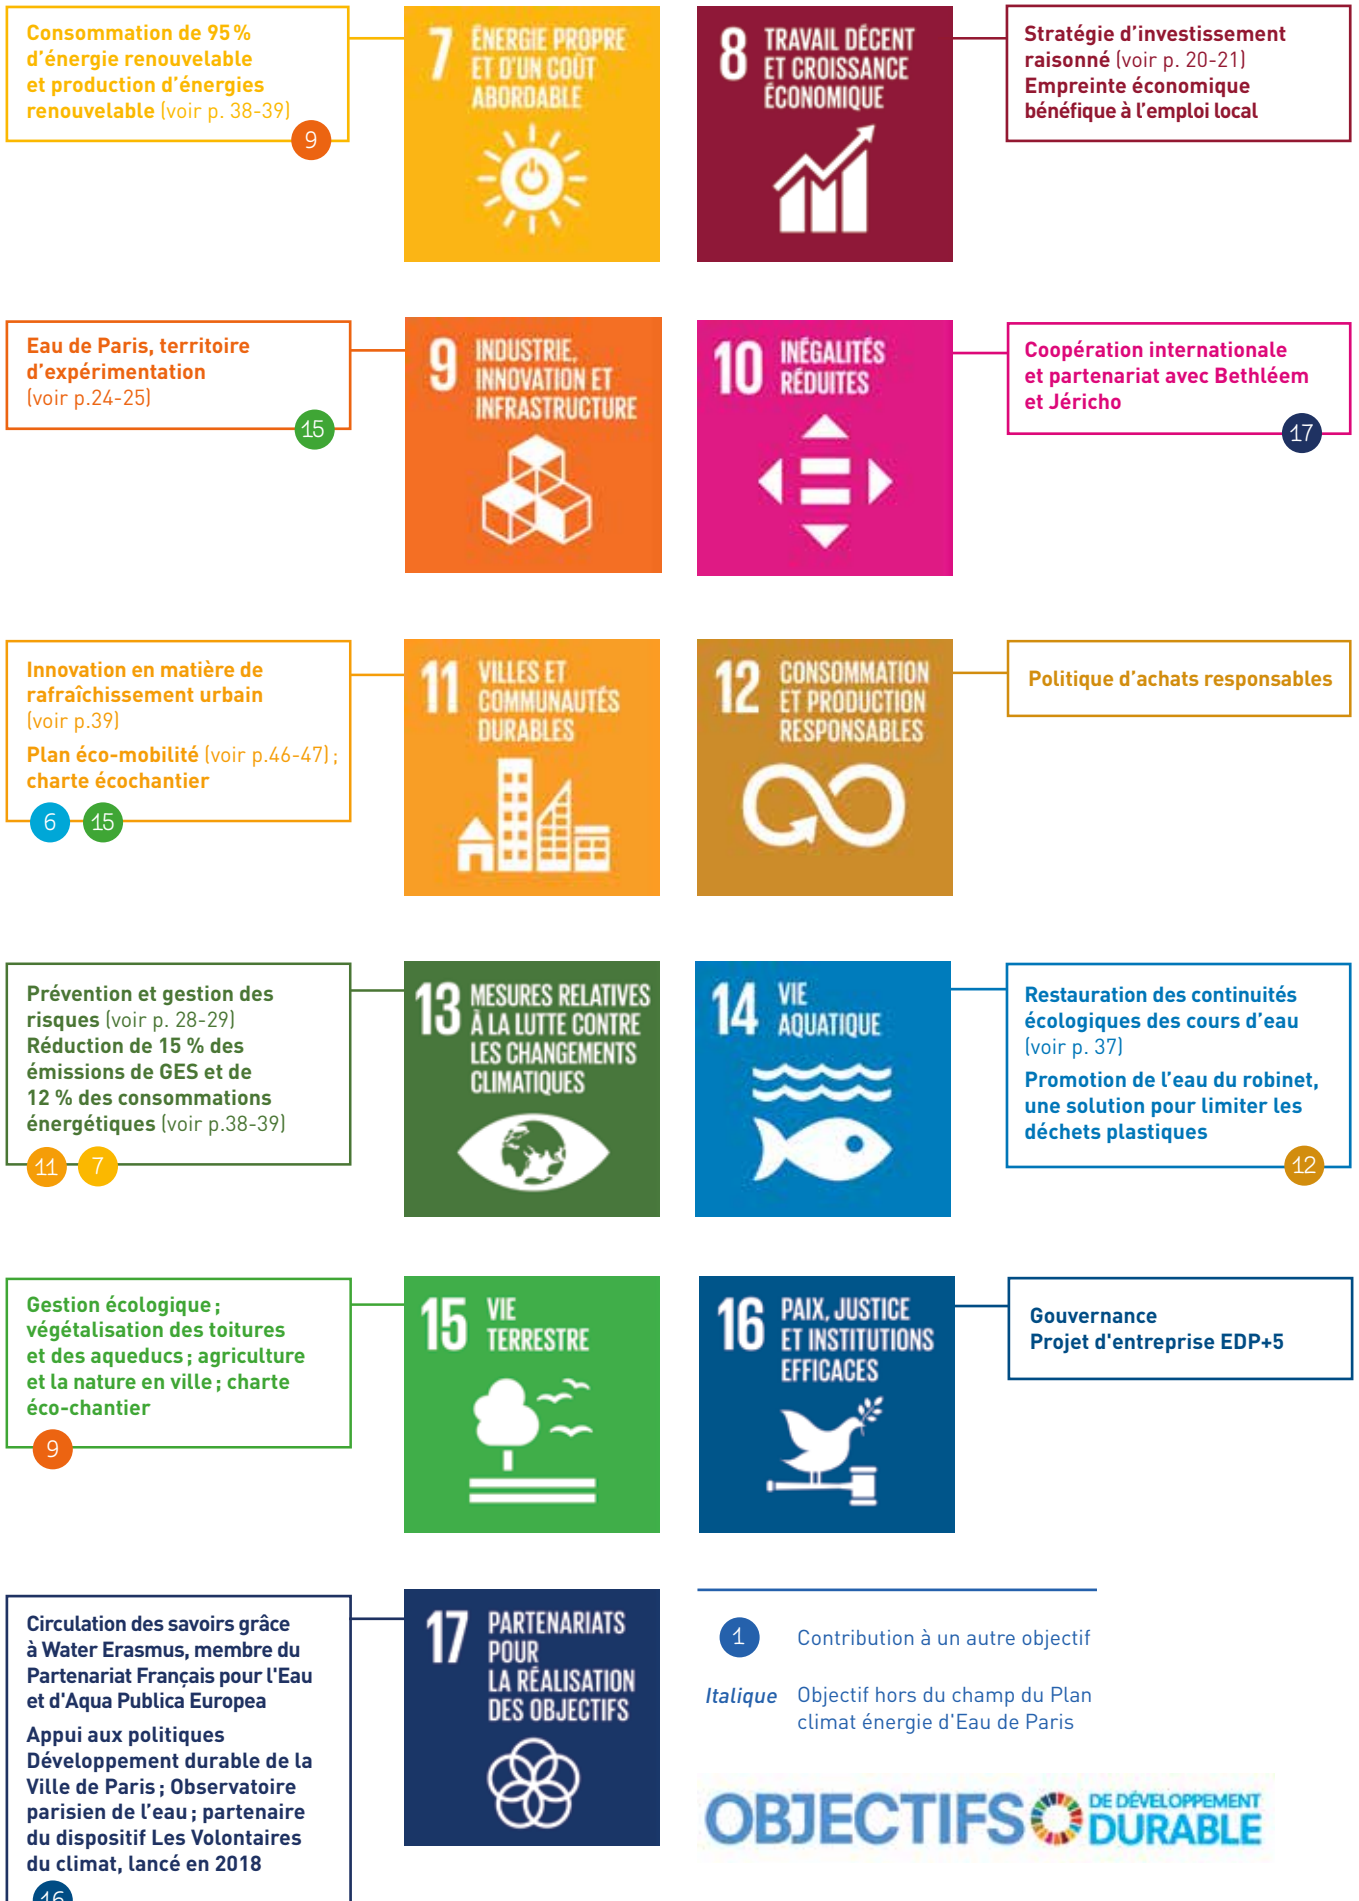 Consommation de 95 %
d'énergie renouvelable
et production d'énergies
renouvelable (voir p. 38-39)
9
7 ÉNERGIE PROPRE
ET D'UN COÛT
ABORDABLE
8 TRAVAIL DÉCENT
ET CROISSANCE
ÉCONOMIQUE
Stratégie d'investissement
raisonné (voir p. 20-21)
Empreinte économique
bénéfique à l'emploi local
Eau de Paris, territoire
d'expérimentation
(voir p.24-25)
15
9 INDUSTRIE,
INNOVATION ET
INFRASTRUCTURE
10 INÉGALITÉS
RÉDUITES
Coopération internationale
et partenariat avec Bethléem
et Jéricho
17
Innovation en matière de
rafraîchissement urbain
(voir p.39)
Plan éco-mobilité (voir p.46-47) ;
charte écochantier
6 15
11 VILLES ET
COMMUNAUTÉS
DURABLES
12 CONSOMMATION
ET PRODUCTION
RESPONSABLES
Politique d'achats responsables
Prévention et gestion des
risques (voir p. 28-29)
Réduction de 15 % des
émissions de GES et de
12 % des consommations
énergétiques (voir p.38-39)
11 7
13 MESURES RELATIVES
À LA LUTTE CONTRE
LES CHANGEMENTS
CLIMATIQUES
14 VIE
AQUATIQUE
Restauration des continuités
écologiques des cours d'eau
(voir p. 37)
Promotion de l'eau du robinet,
une solution pour limiter les
déchets plastiques
12
Gestion écologique ;
végétalisation des toitures
et des aqueducs ; agriculture
et la nature en ville ; charte
éco-chantier
9
15 VIE
TERRESTRE
16 PAIX, JUSTICE
ET INSTITUTIONS
EFFICACES
Gouvernance
Projet d'entreprise EDP+5
Circulation des savoirs grâce
à Water Erasmus, membre du
Partenariat Français pour l'Eau
et d'Aqua Publica Europea
Appui aux politiques
Développement durable de la
Ville de Paris ; Observatoire
parisien de l'eau ; partenaire
du dispositif Les Volontaires
du climat, lancé en 2018
16
17 PARTENARIATS
POUR
LA RÉALISATION
DES OBJECTIFS
1 Contribution à un autre objectif
Italique Objectif hors du champ du Plan
climat énergie d'Eau de Paris
OBJECTIFS DE DÉVELOPPEMENT
DURABLE